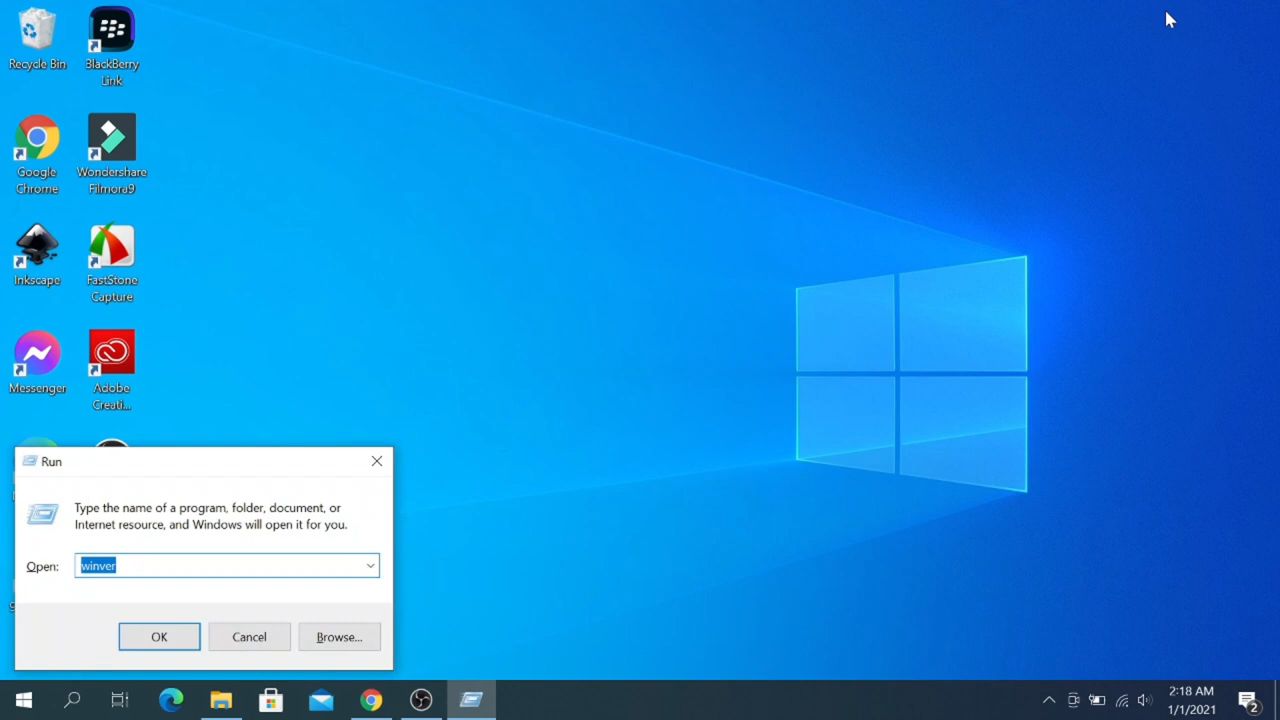 Recycle Bin
BlackBerry
Link
Google
Chrome
Wondershare
Filmora9
Inkscape
FastStone
Capture
Messenger
Adobe
Creati...
Run
Type the name of a program, folder, document, or
Internet resource, and Windows will open it for you.
Open:
winver
OK
Cancel
Browse...
2:18 AM
1/1/2021
2